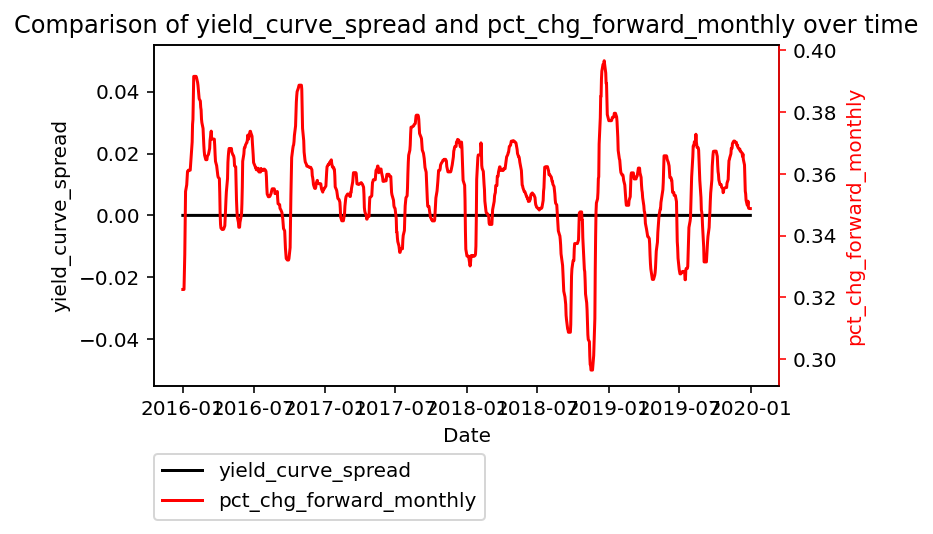 Comparison of yield_curve_spread and pct_chg_forward_monthly over time
yield_curve_spread
0.04
0.02
0.00
−0.02
−0.04
0.40
0.38
0.36
0.34
0.32
0.30
pct_chg_forward_monthly
2016-01 2016-07 2017-01 2017-07 2018-01 2018-07 2019-01 2019-07 2020-01
Date
yield_curve_spread
pct_chg_forward_monthly